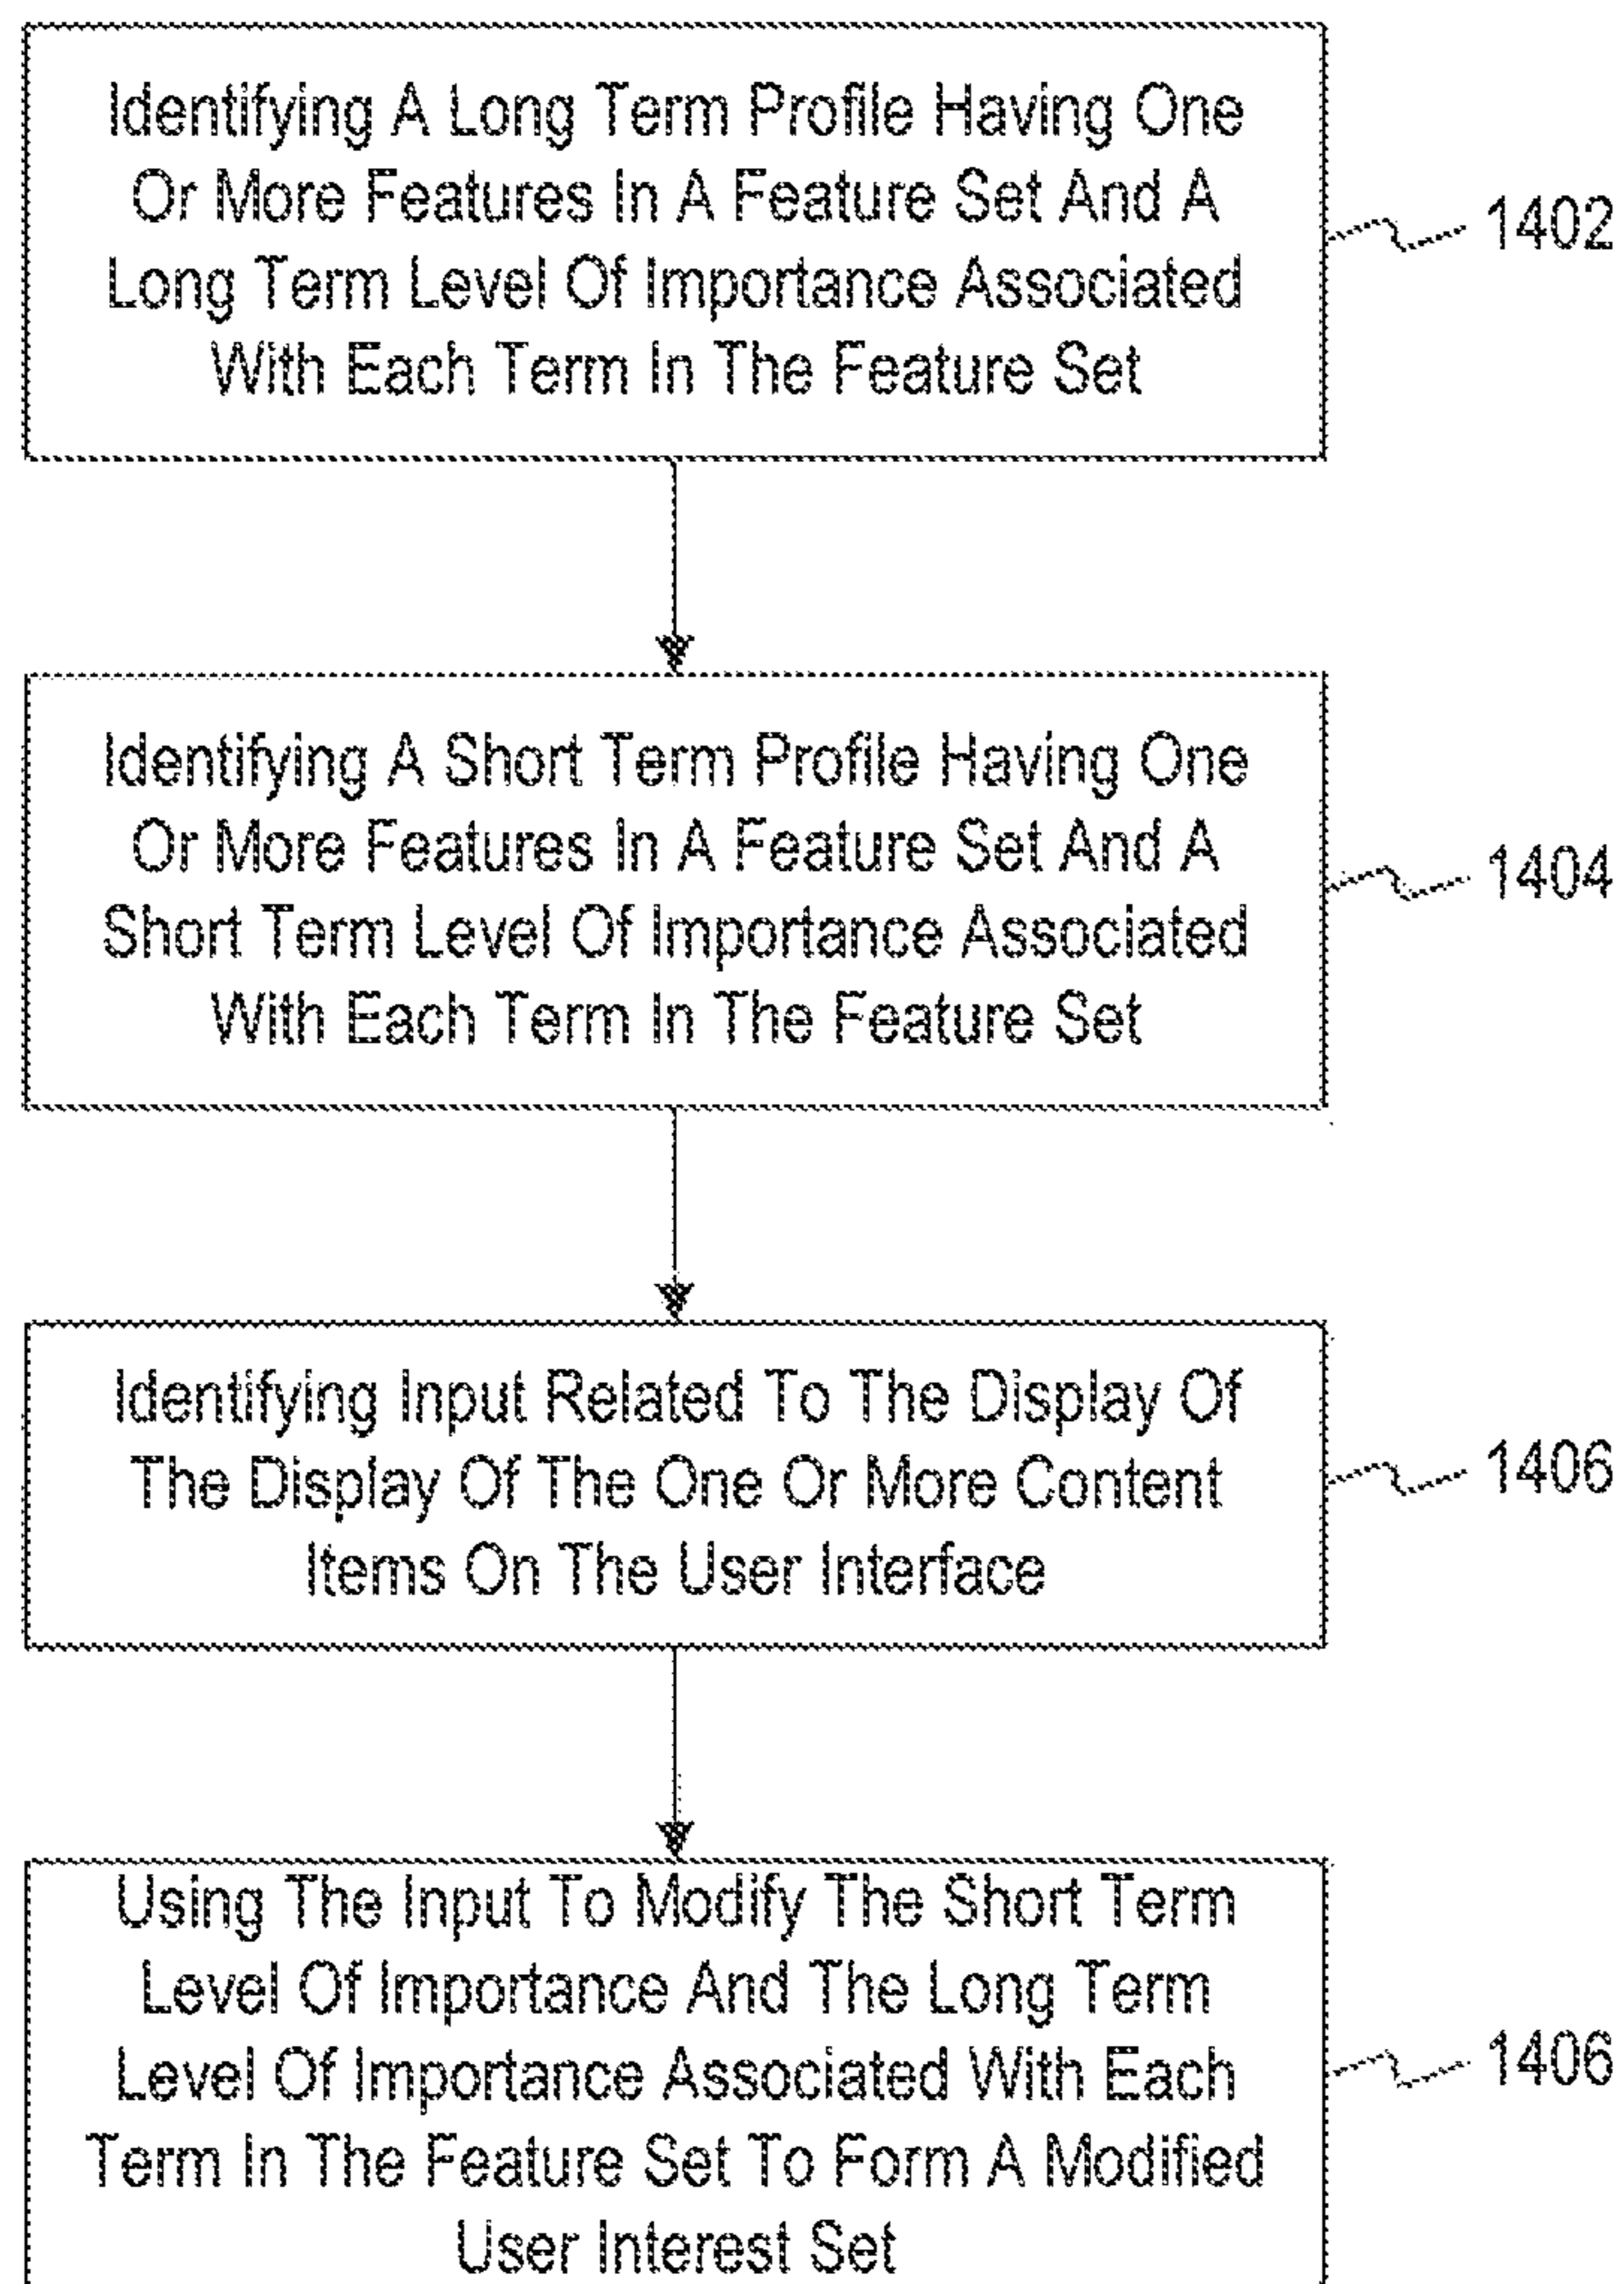 Identifying A Long Term Profile Having One
Or More Features In A Feature Set And A
Long Term Level Of Importance Associated
With Each Term In The Feature Set
1402
Identifying A Short Term Profile Having One
Or More Features In A Feature Set And A
Short Term Level Of Importance Associated
With Each Term In The Feature Set
1404
Identifying Input Related To The Display Of
The Display Of The One Or More Content
Items On The User Interface
1406
Using The Input To Modify The Short Term
Level Of Importance And The Long Term
Level Of Importance Associated With Each
Term In The Feature Set To Form A Modified
User Interest Set
1406